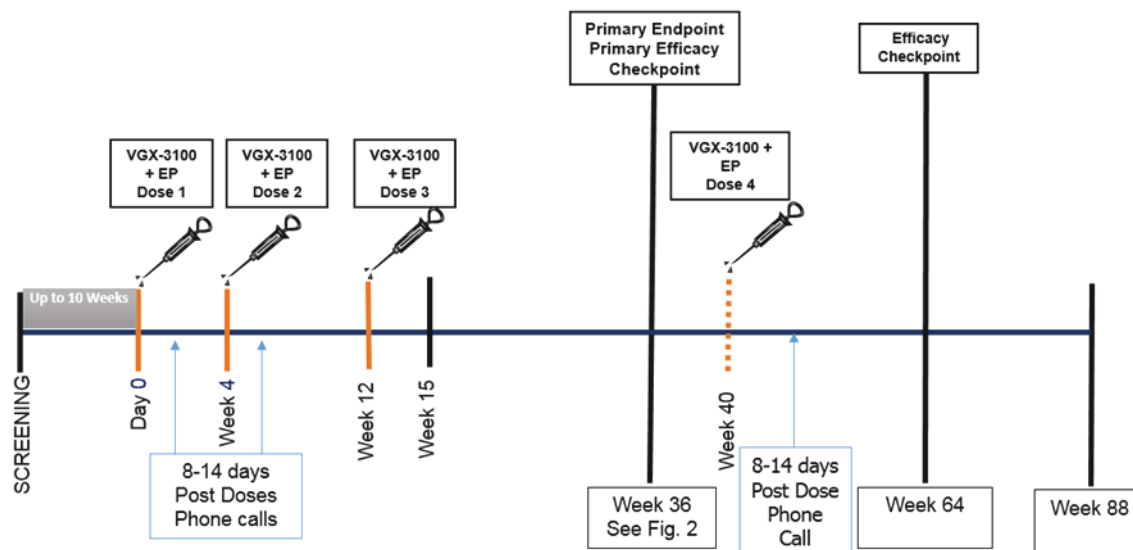 Primary Endpoint
Primary Efficacy
Checkpoint
Efficacy
Checkpoint
VGX-3100
+ EP
Dose 1
VGX-3100
+ EP
Dose 2
VGX-3100
+ EP
Dose 3
VGX-3100 +
EP
Dose 4
Up to 10 Weeks
SCREENING
Day 0
Week 4
Week 12
Week 15
Week 40
8-14 days
Post Doses
Phone calls
Week 36
See Fig. 2
8-14 days
Post Dose
Phone
Call
Week 64
Week 88